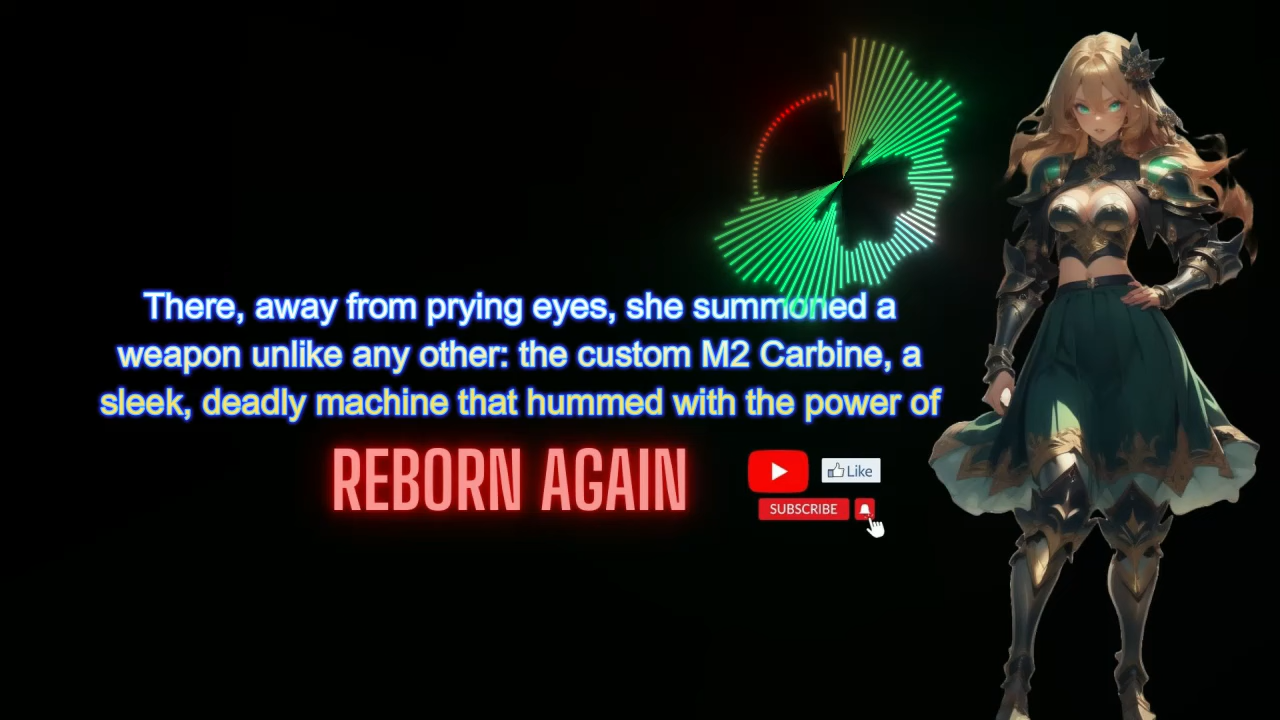 There, away from prying eyes, she summoned a
weapon unlike any other: the custom M2 Carbine, a
sleek, deadly machine that hummed with the power of
REBORN AGAIN
Like
SUBSCRIBE